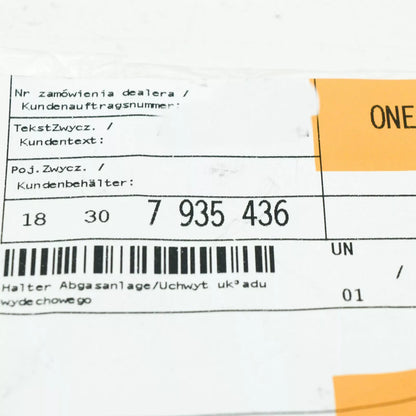 Nr zamówienia dealera /
Kundenauftragsnummer:
ONE
TekstZwycz. /
Kundentext:
Poj.Zwycz. /
Kundenbehälter:
18 30 7 935 436
UN
/
Halter Abgasanlage/Uchwyt uk³adu
wydechowego
01